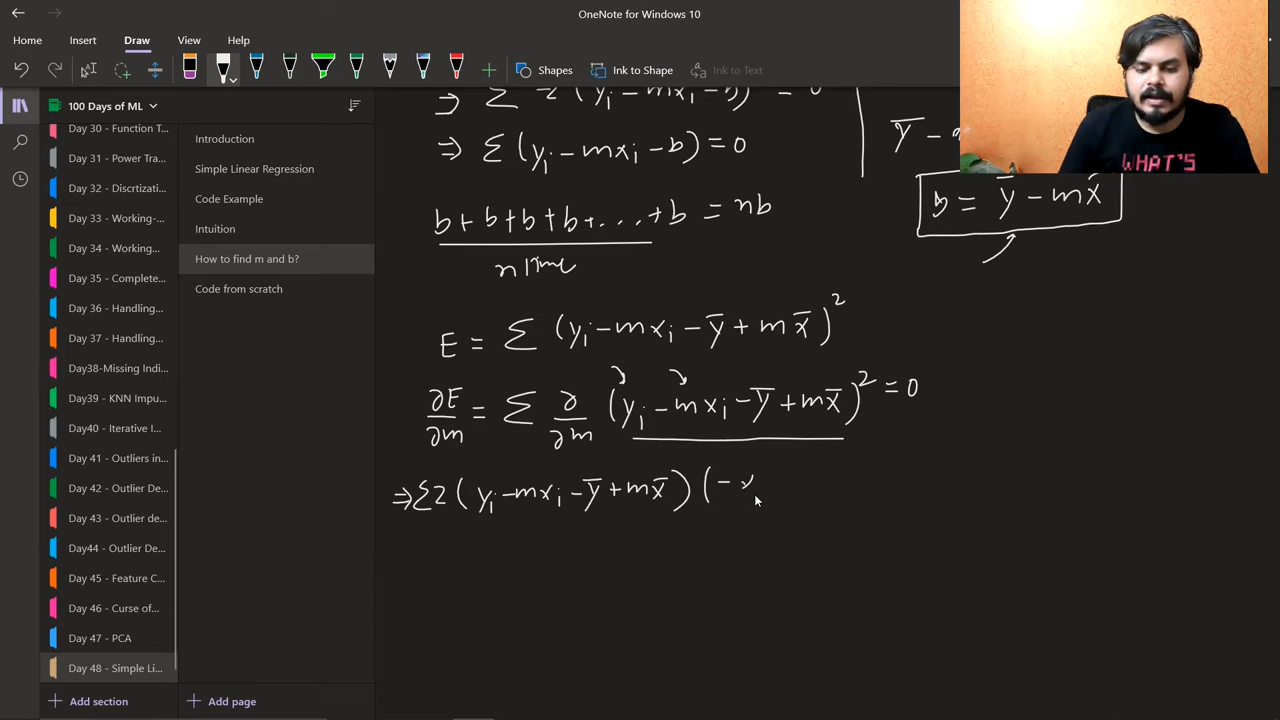 OneNote for Windows 10
Home Insert Draw View Help
Shapes Ink to Shape Ink to Text
100 Days of ML
Day 30 - Function T...
Day 31 - Power Tra...
Day 32 - Discrtizati...
Day 33 - Working-...
Day 34 - Working...
Day 35 - Complete...
Day 36 - Handling...
Day 37 - Handling...
Day38-Missing Indi...
Day39 - KNN Impu...
Day40 - Iterative I...
Day 41 - Outliers in...
Day 42 - Outlier De...
Day 43 - Outlier de...
Day44 - Outlier De...
Day 45 - Feature C...
Day 46 - Curse of...
Day 47 - PCA
Day 48 - Simple Li...
Add section
Introduction
Simple Linear Regression
Code Example
Intuition
How to find m and b?
Code from scratch
Add page
⇒ Σ -2 (yᵢ - mxᵢ - b) = 0
⇒ Σ (yᵢ - mxᵢ - b) = 0
b + b + b + b + ... + b = nb
n time
E = Σ (yᵢ - mxᵢ - ȳ + mx̄)²
∂E/∂m = Σ ∂/∂m (yᵢ - mxᵢ - ȳ + mx̄)² = 0
⇒ Σ 2 (yᵢ - mxᵢ - ȳ + mx̄) (- x
ȳ -
b = ȳ - mx̄
WHAT'S